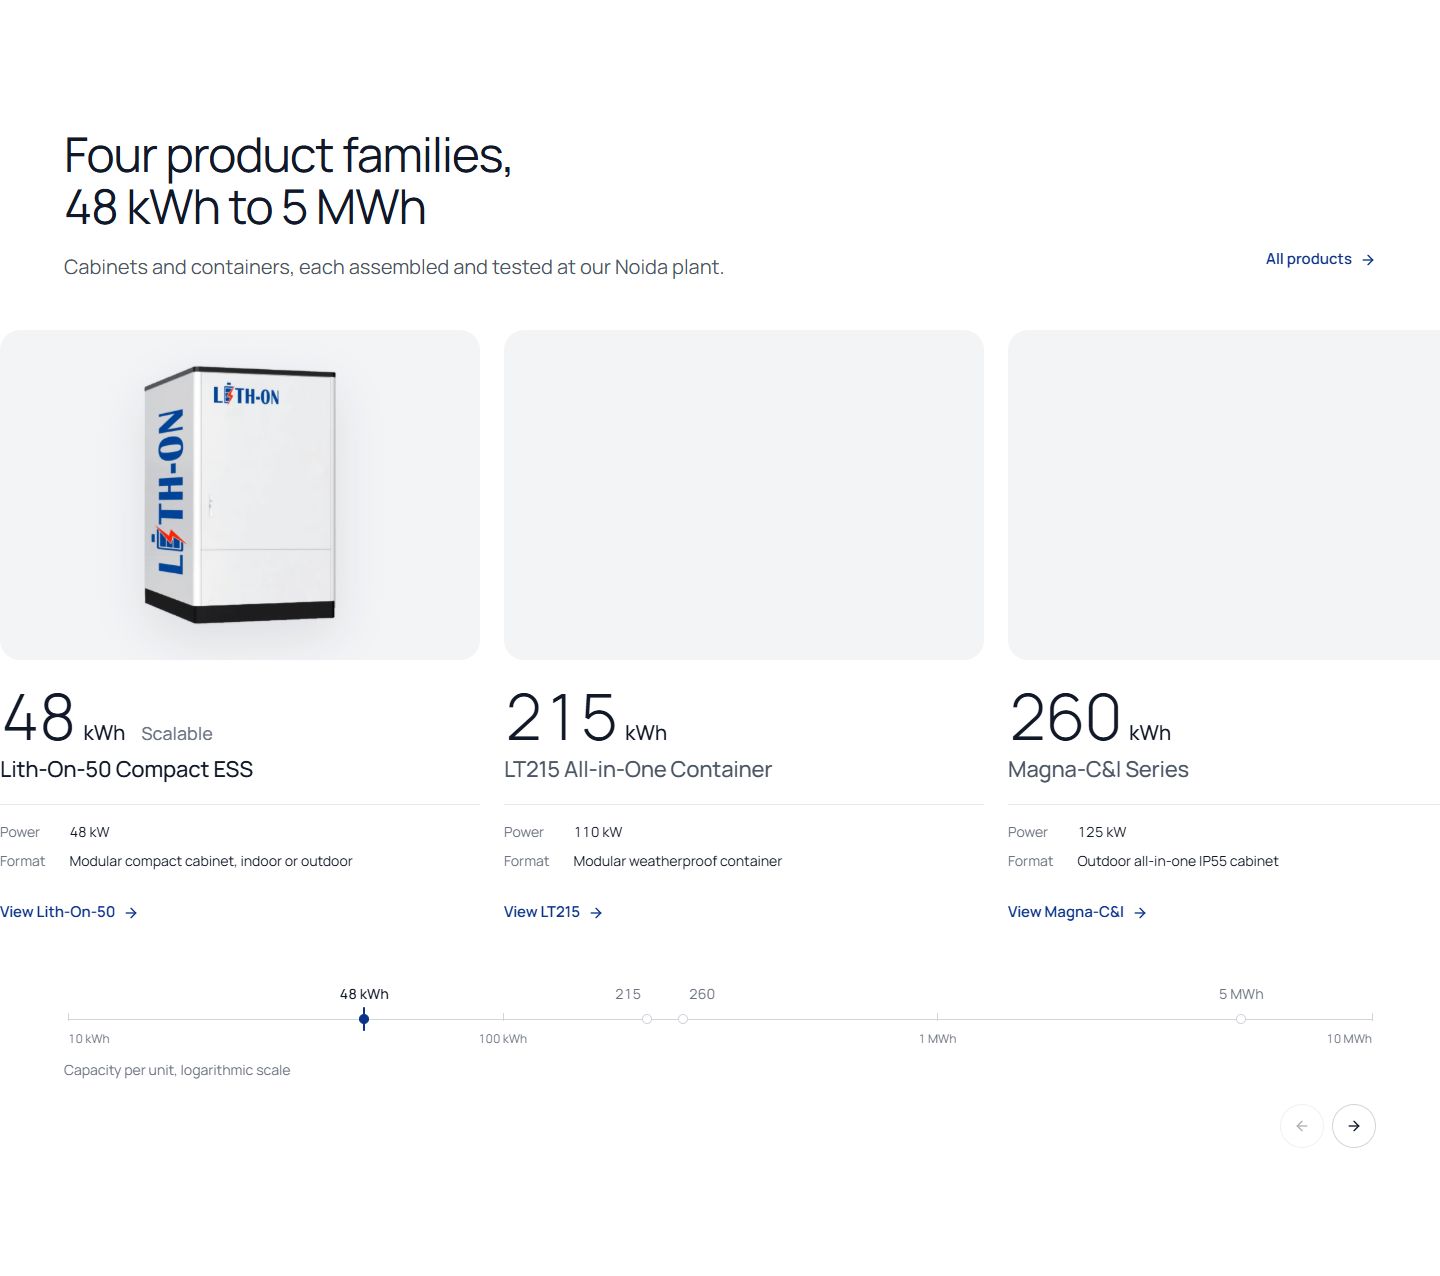 Four product families,
48 kWh to 5 MWh
Cabinets and containers, each assembled and tested at our Noida plant.
All products
LITH-ON
LITH-ON
48 kWh Scalable
Lith-On-50 Compact ESS
Power 48 kW
Format Modular compact cabinet, indoor or outdoor
View Lith-On-50
215 kWh
LT215 All-in-One Container
Power 110 kW
Format Modular weatherproof container
View LT215
260 kWh
Magna-C&I Series
Power 125 kW
Format Outdoor all-in-one IP55 cabinet
View Magna-C&I
48 kWh 215 260 5 MWh
10 kWh 100 kWh 1 MWh 10 MWh
Capacity per unit, logarithmic scale